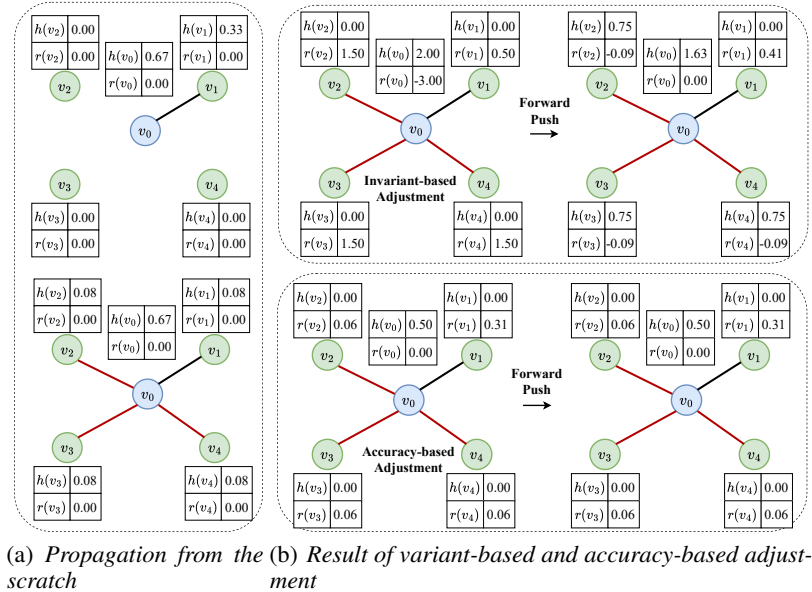 h(v₂) 0.00
h(v₁) 0.33
h(v₀) 0.67
r(v₂) 0.00
r(v₁) 0.00
r(v₀) 0.00
v₂
v₁
v₀
v₃
v₄
h(v₃) 0.00
h(v₄) 0.00
r(v₃) 0.00
r(v₄) 0.00
h(v₂) 0.08
h(v₁) 0.08
h(v₀) 0.67
r(v₂) 0.00
r(v₁) 0.00
r(v₀) 0.00
v₂
v₁
v₀
v₃
v₄
h(v₃) 0.08
h(v₄) 0.08
r(v₃) 0.00
r(v₄) 0.00
h(v₂) 0.00
h(v₁) 0.00
h(v₀) 2.00
r(v₂) 1.50
r(v₁) 0.50
r(v₀) -3.00
v₂
v₁
v₀
v₃
v₄
Invariant-based
Adjustment
h(v₃) 0.00
h(v₄) 0.00
r(v₃) 1.50
r(v₄) 1.50
Forward
Push
h(v₂) 0.75
h(v₁) 0.00
h(v₀) 1.63
r(v₂) -0.09
r(v₁) 0.41
r(v₀) 0.00
v₂
v₁
v₀
v₃
v₄
h(v₃) 0.75
h(v₄) 0.75
r(v₃) -0.09
r(v₄) -0.09
h(v₂) 0.00
h(v₁) 0.00
h(v₀) 0.50
r(v₂) 0.06
r(v₁) 0.31
r(v₀) 0.00
v₂
v₁
v₀
v₃
v₄
Accuracy-based
Adjustment
h(v₃) 0.00
h(v₄) 0.00
r(v₃) 0.06
r(v₄) 0.06
Forward
Push
h(v₂) 0.00
h(v₁) 0.00
h(v₀) 0.50
r(v₂) 0.06
r(v₁) 0.31
r(v₀) 0.00
v₂
v₁
v₀
v₃
v₄
h(v₃) 0.00
h(v₄) 0.00
r(v₃) 0.06
r(v₄) 0.06
(a) Propagation from the
scratch
(b) Result of variant-based and accuracy-based adjust-
ment